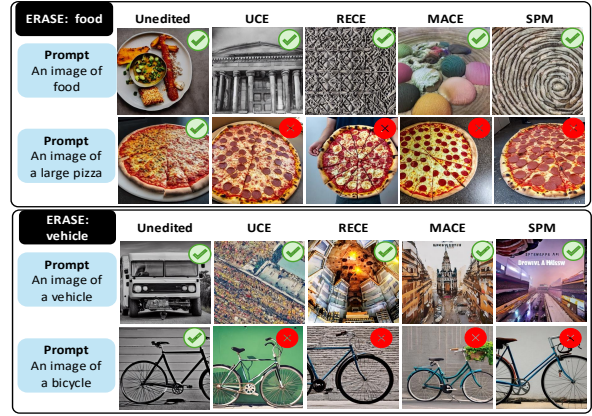 ERASE: food
Unedited
UCE
RECE
MACE
SPM
Prompt
An image of
food
Prompt
An image of
a large pizza
ERASE:
vehicle
Unedited
UCE
RECE
MACE
SPM
Prompt
An image of
a vehicle
Prompt
An image of
a bicycle